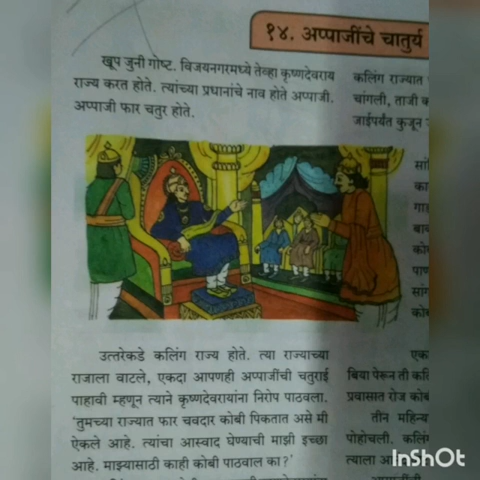 १४. अप्पाजींचे चातुर्य
खूप जुनी गोष्ट. विजयनगरमध्ये तेव्हा कृष्णदेवराय
राज्य करत होते. त्यांच्या प्रधानांचे नाव होते अप्पाजी.
अप्पाजी फार चतुर होते.
उत्तरेकडे कलिंग राज्य होते. त्या राज्याच्या
राजाला वाटले, एकदा आपणही अप्पाजींची चतुराई
पाहावी म्हणून त्याने कृष्णदेवरायांना निरोप पाठवला.
‘तुमच्या राज्यात फार चवदार कोबी पिकतात असे मी
ऐकले आहे. त्यांचा आस्वाद घेण्याची माझी इच्छा
आहे. माझ्यासाठी काही कोबी पाठवाल का?’
कलिंग राज्यात
चांगली, ताजी
जाईपर्यंत कुजून
बिया पेरून ती
प्रवासात रोज
तीन
पोहोचली.
त्याला
InShOt